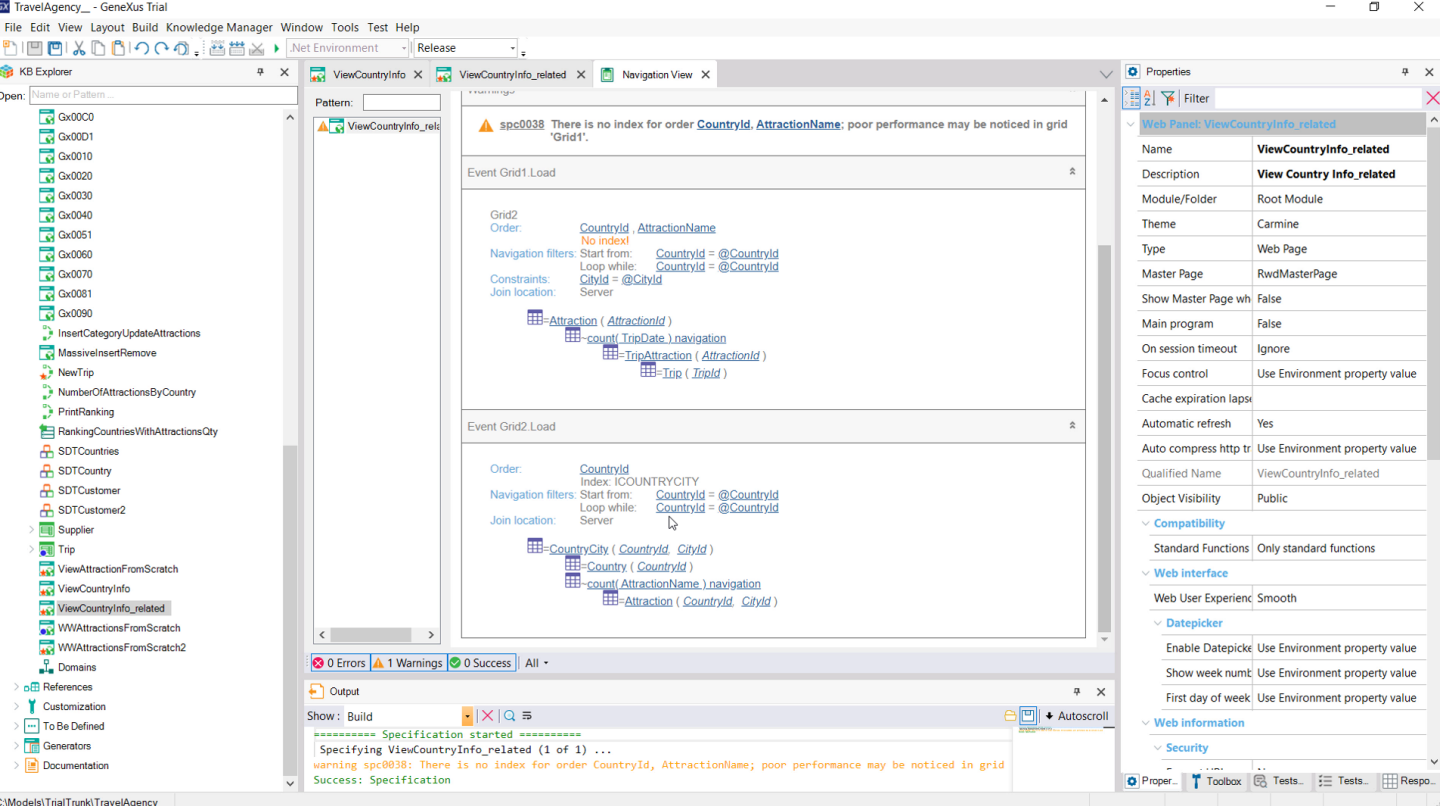 TravelAgency__ - GeneXus Trial
File Edit View Layout Build Knowledge Manager Window Tools Test Help
.Net Environment Release
KB Explorer
Open: Name or Pattern ...
Gx00C0
Gx00D1
Gx0010
Gx0020
Gx0030
Gx0040
Gx0051
Gx0060
Gx0070
Gx0081
Gx0090
InsertCategoryUpdateAttractions
MassiveInsertRemove
NewTrip
NumberOfAttractionsByCountry
PrintRanking
RankingCountriesWithAttractionsQty
SDTCountries
SDTCountry
SDTCustomer
SDTCustomer2
Supplier
Trip
ViewAttractionFromScratch
ViewCountryInfo
ViewCountryInfo_related
WWAttractionsFromScratch
WWAttractionsFromScratch2
Domains
References
Customization
To Be Defined
Generators
Documentation
ViewCountryInfo ViewCountryInfo_related Navigation View
Pattern:
ViewCountryInfo_rela
Warnings
spc0038 There is no index for order CountryId, AttractionName; poor performance may be noticed in grid
'Grid1'.
Event Grid1.Load
Grid2
Order: CountryId , AttractionName
No index!
Navigation filters: Start from: CountryId = @CountryId
Loop while: CountryId = @CountryId
Constraints: CityId = @CityId
Join location: Server
=Attraction ( AttractionId )
~count( TripDate ) navigation
=TripAttraction ( AttractionId )
=Trip ( TripId )
Event Grid2.Load
Order: CountryId
Index: ICOUNTRYCITY
Navigation filters: Start from: CountryId = @CountryId
Loop while: CountryId = @CountryId
Join location: Server
=CountryCity ( CountryId, CityId )
=Country ( CountryId )
~count( AttractionName ) navigation
=Attraction ( CountryId, CityId )
0 Errors 1 Warnings 0 Success All
Output
Show: Build Autoscroll
========== Specification started ==========
Specifying ViewCountryInfo_related (1 of 1) ...
warning spc0038: There is no index for order CountryId, AttractionName; poor performance may be noticed in grid
Success: Specification
Properties
Filter
Web Panel: ViewCountryInfo_related
Name ViewCountryInfo_related
Description View Country Info_related
Module/Folder Root Module
Theme Carmine
Type Web Page
Master Page RwdMasterPage
Show Master Page wh False
Main program False
On session timeout Ignore
Focus control Use Environment property value
Cache expiration lapse
Automatic refresh Yes
Auto compress http tr Use Environment property value
Qualified Name ViewCountryInfo_related
Object Visibility Public
Compatibility
Standard Functions Only standard functions
Web interface
Web User Experienc Smooth
Datepicker
Enable Datepicke Use Environment property value
Show week numb Use Environment property value
First day of week Use Environment property value
Web information
Security
Proper... Toolbox Tests... Tests... Respo...
C:\Models\TrialTrunk\TravelAgency